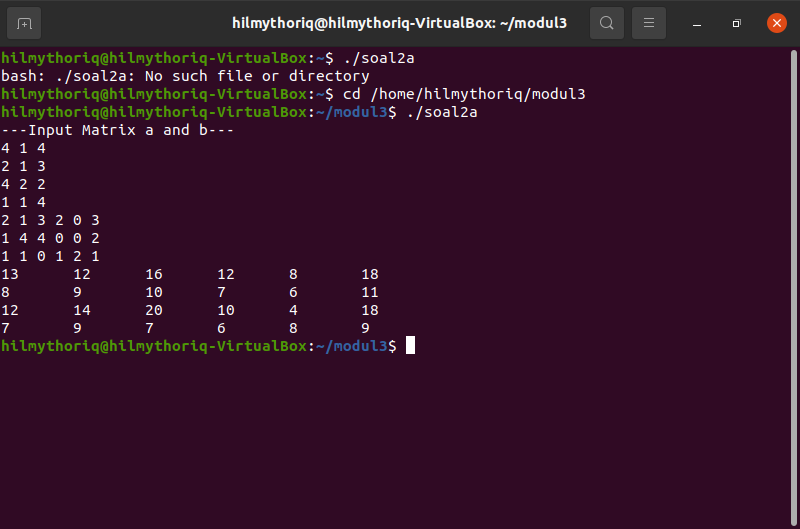 hilmythoriq@hilmythoriq-VirtualBox: ~/modul3
hilmythoriq@hilmythoriq-VirtualBox:~$ ./soal2a
bash: ./soal2a: No such file or directory
hilmythoriq@hilmythoriq-VirtualBox:~$ cd /home/hilmythoriq/modul3
hilmythoriq@hilmythoriq-VirtualBox:~/modul3$ ./soal2a
---Input Matrix a and b---
4 1 4
2 1 3
4 2 2
1 1 4
2 1 3 2 0 3
1 4 4 0 0 2
1 1 0 1 2 1
13      12      16      12      8       18
8       9       10      7       6       11
12      14      20      10      4       18
7       9       7       6       8       9
hilmythoriq@hilmythoriq-VirtualBox:~/modul3$